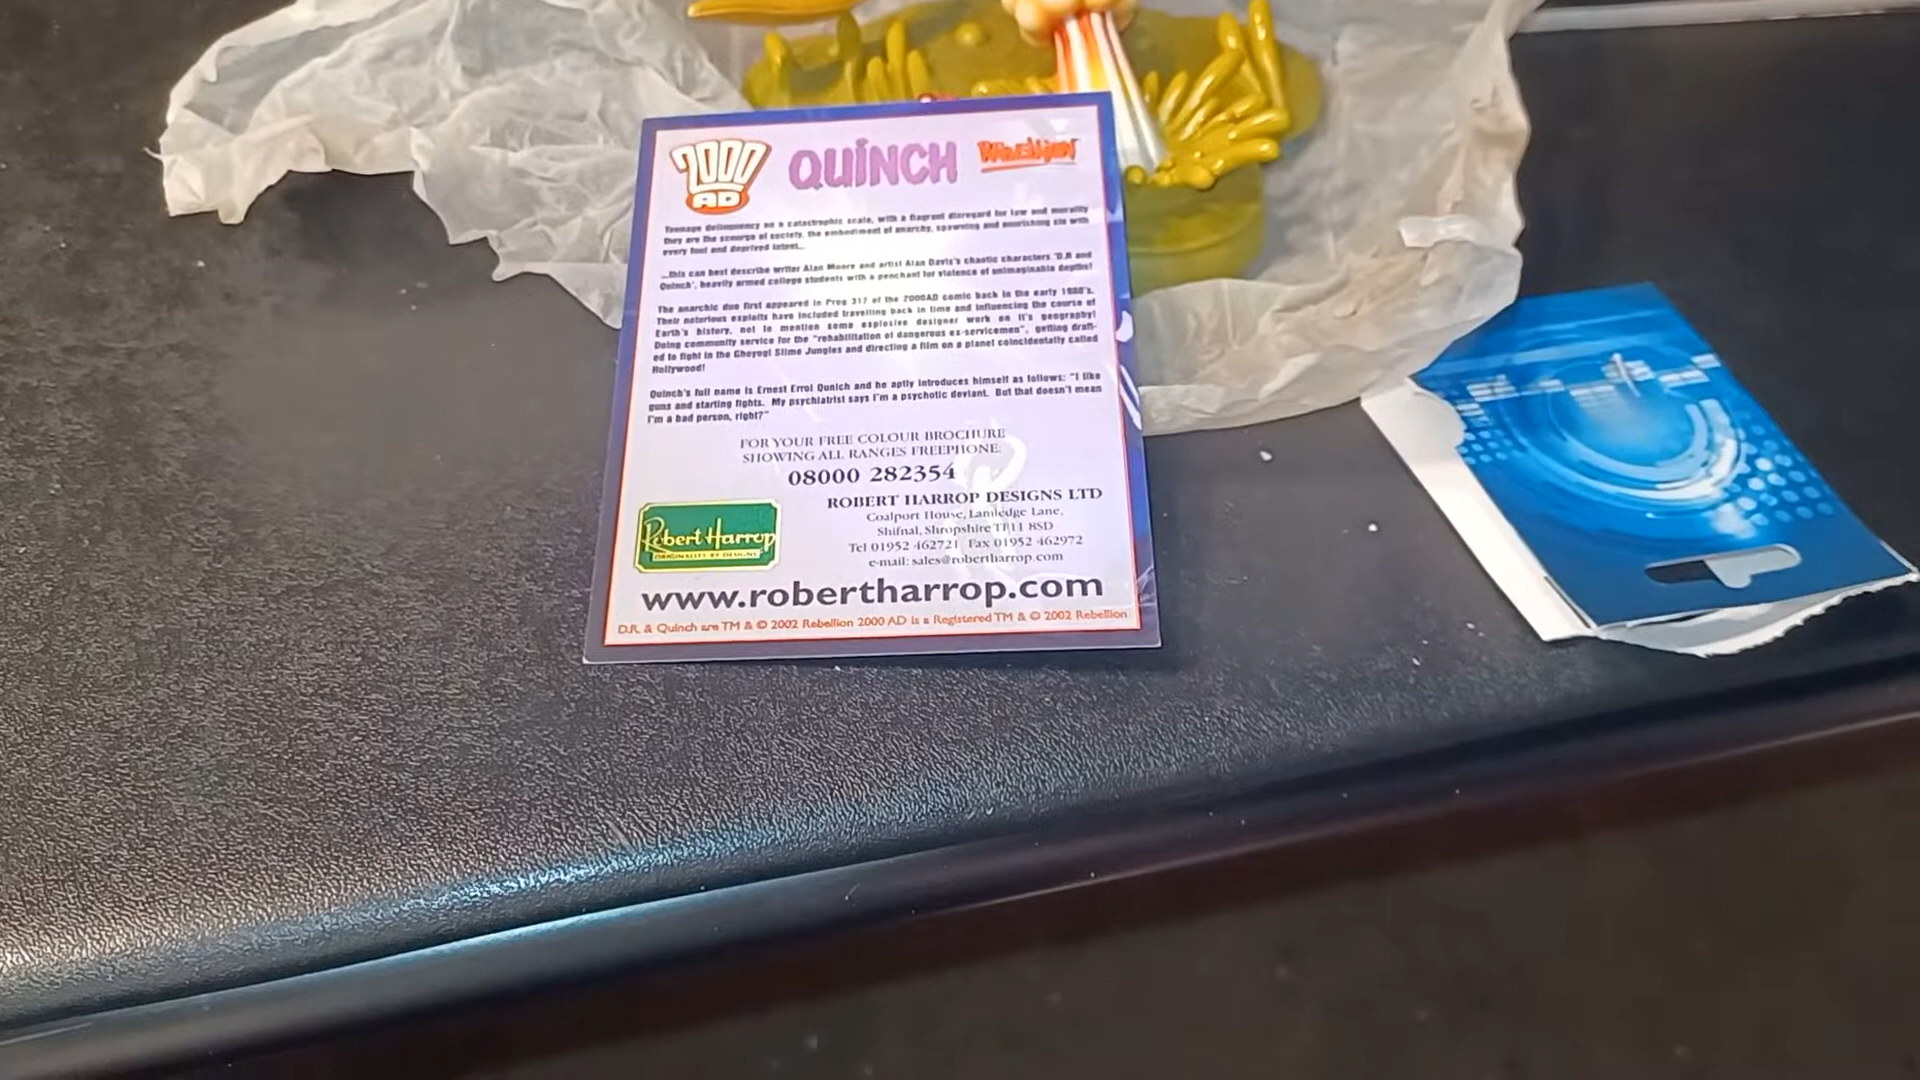 2000 AD
QUINCH
REBELLION
Teenage delinquency on a catastrophic scale, with a flagrant disregard for law and morality
they are the scourge of society, the embodiment of anarchy, spawning and nourishing sin with
every foul and depraved intent...
...this can best describe writer Alan Moore and artist Alan Davis's chaotic characters 'D.R and
Quinch', heavily armed college students with a penchant for violence of unimaginable depths!
The anarchic duo first appeared in Prog 317 of the 2000AD comic back in the early 1980's.
Their notorious exploits have included travelling back in time and influencing the course of
Earth's history, not to mention some explosive designer work on it's geography!
Doing community service for the "rehabilitation of dangerous ex-servicemen", getting draft-
ed to fight in the Ghoyogi Slime Jungles and directing a film on a planet coincidentally called
Hollywood!
Quinch's full name is Ernest Errol Qunich and he aptly introduces himself as follows: "I like
guns and starting fights. My psychiatrist says I'm a psychotic deviant. But that doesn't mean
I'm a bad person, right?"
FOR YOUR FREE COLOUR BROCHURE
SHOWING ALL RANGES FREEPHONE:
08000 282354
Robert Harrop
ORIGINALITY BY DESIGNS
ROBERT HARROP DESIGNS LTD
Coalport House, Lamledge Lane,
Shifnal, Shropshire TF11 8SD
Tel 01952 462721 Fax 01952 462972
e-mail: sales@robertharrop.com
www.robertharrop.com
D.R. & Quinch are TM & © 2002 Rebellion 2000 AD is a Registered TM & © 2002 Rebellion